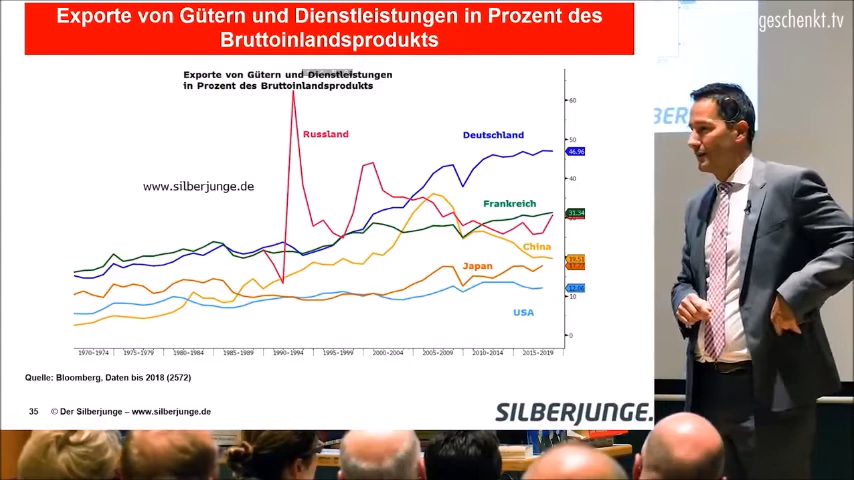 Exporte von Gütern und Dienstleistungen in Prozent des
Bruttoinlandsprodukts
geschenkt.tv
Exporte von Gütern und Dienstleistungen
in Prozent des Bruttoinlandsprodukts
60
Russland
Deutschland
50
46.96
www.silberjunge.de
40
Frankreich
31.34
China
Japan
10
USA
0
1970-1974
1975-1979
1980-1984
1985-1989
1990-1994
1995-1999
2000-2004
2005-2009
2010-2014
2015-2019
Quelle: Bloomberg, Daten bis 2018 (2572)
35
© Der Silberjunge – www.silberjunge.de
SILBERJUNGE.